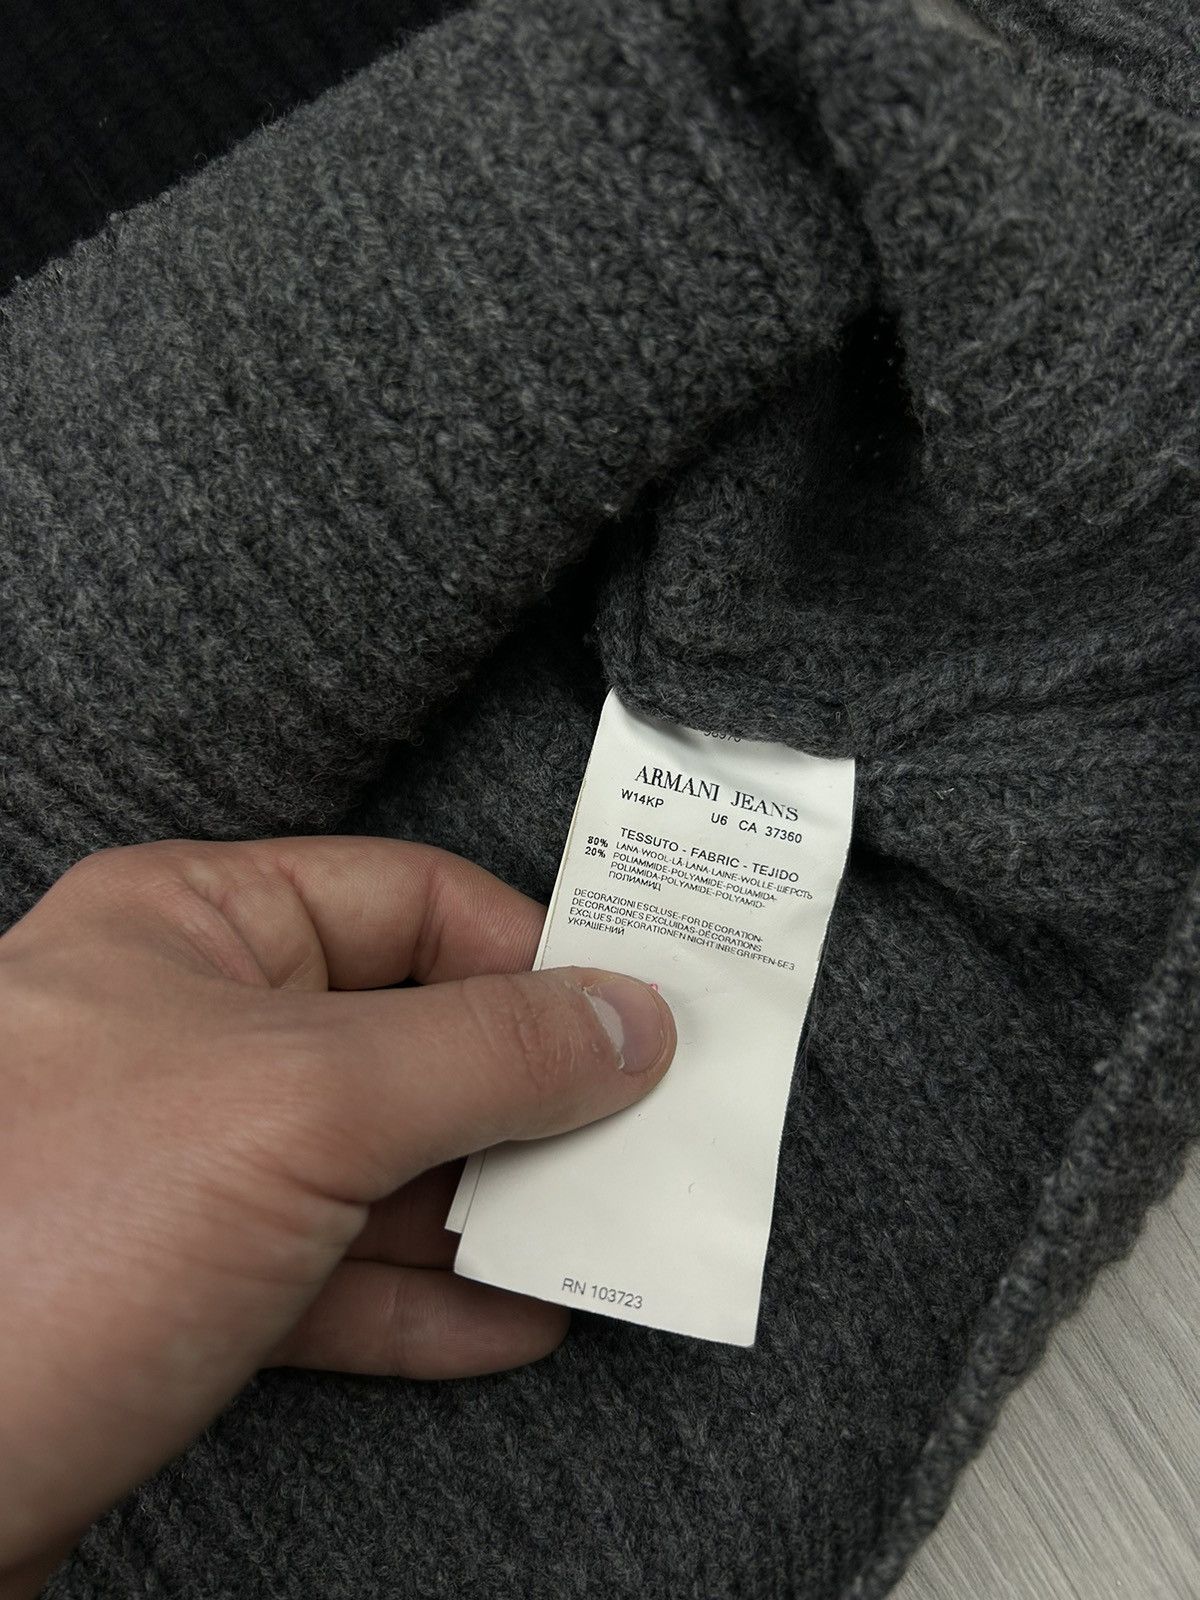 ARMANI JEANS
W14KP
U6 CA 37360
TESSUTO - FABRIC - TEJIDO
80% LANA-WOOL-LÃ-LANA-LAINE-WOLLE-ШЕРСТЬ
20% POLIAMMIDE-POLYAMIDE-POLIAMIDA-
POLIAMIDA-POLYAMIDE-POLYAMID-
ПОЛИАМИД
DECORAZIONI ESCLUSE-FOR DECORATION-
DECORACIONES EXCLUIDAS-DÉCORATIONS
EXCLUES-DEKORATIONEN NICHT INBEGRIFFEN-БЕЗ
УКРАШЕНИЙ
RN 103723